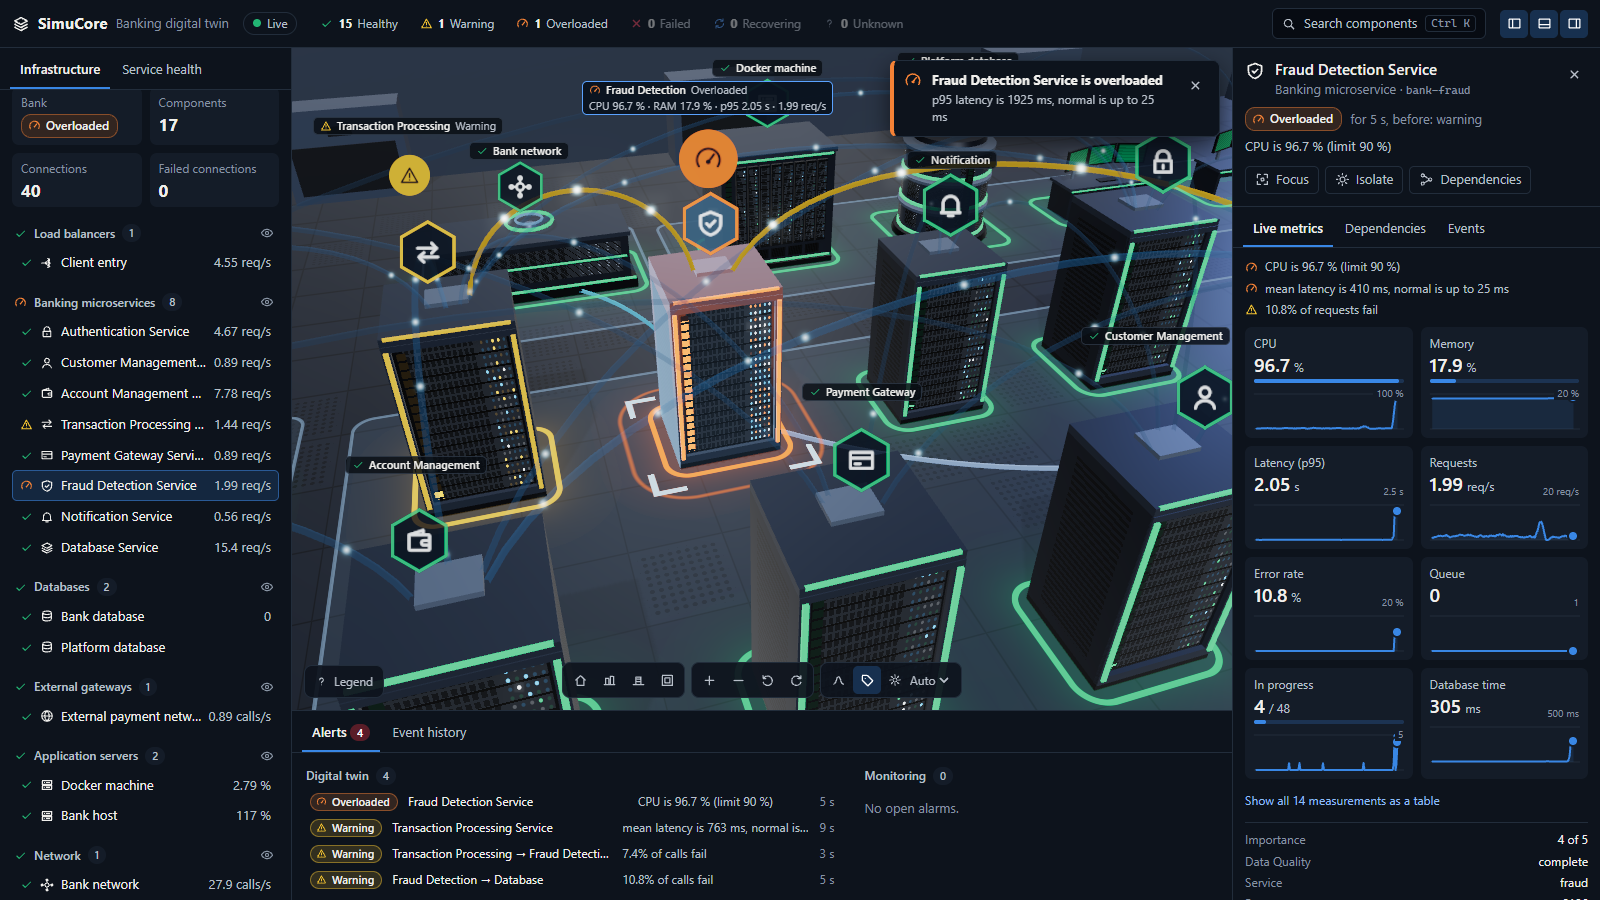 SimuCore Banking digital twin Live 15 Healthy 1 Warning 1 Overloaded 0 Failed 0 Recovering ? 0 Unknown Search components Ctrl K
Infrastructure Service health
Bank Components
Overloaded 17
Connections Failed connections
40 0
Load balancers 1
Client entry 4.55 req/s
Banking microservices 8
Authentication Service 4.67 req/s
Customer Management... 0.89 req/s
Account Management ... 7.78 req/s
Transaction Processing ... 1.44 req/s
Payment Gateway Servi... 0.89 req/s
Fraud Detection Service 1.99 req/s
Notification Service 0.56 req/s
Database Service 15.4 req/s
Databases 2
Bank database 0
Platform database
External gateways 1
External payment netw... 0.89 calls/s
Application servers 2
Docker machine 2.79 %
Bank host 117 %
Network 1
Bank network 27.9 calls/s
Docker machine
Fraud Detection Overloaded
CPU 96.7 % · RAM 17.9 % · p95 2.05 s · 1.99 req/s
Transaction Processing Warning
Bank network
Platform database
Fraud Detection Service is overloaded
p95 latency is 1925 ms, normal is up to 25
ms
Notification
Customer Management
Payment Gateway
Account Management
? Legend
Auto
Alerts 4 Event history
Digital twin 4
Overloaded Fraud Detection Service CPU is 96.7 % (limit 90 %) 5 s
Warning Transaction Processing Service mean latency is 763 ms, normal is... 9 s
Warning Transaction Processing → Fraud Detecti... 7.4% of calls fail 3 s
Warning Fraud Detection → Database 10.8% of calls fail 5 s
Monitoring 0
No open alarms.
Fraud Detection Service
Banking microservice · bank-fraud
Overloaded for 5 s, before: warning
CPU is 96.7 % (limit 90 %)
Focus Isolate Dependencies
Live metrics Dependencies Events
CPU is 96.7 % (limit 90 %)
mean latency is 410 ms, normal is up to 25 ms
10.8% of requests fail
CPU Memory
96.7 % 17.9 %
100 % 20 %
Latency (p95) Requests
2.05 s 1.99 req/s
2.5 s 20 req/s
Error rate Queue
10.8 % 0
20 % 1
In progress Database time
4 / 48 305 ms
5 500 ms
Show all 14 measurements as a table
Importance 4 of 5
Data Quality complete
Service fraud